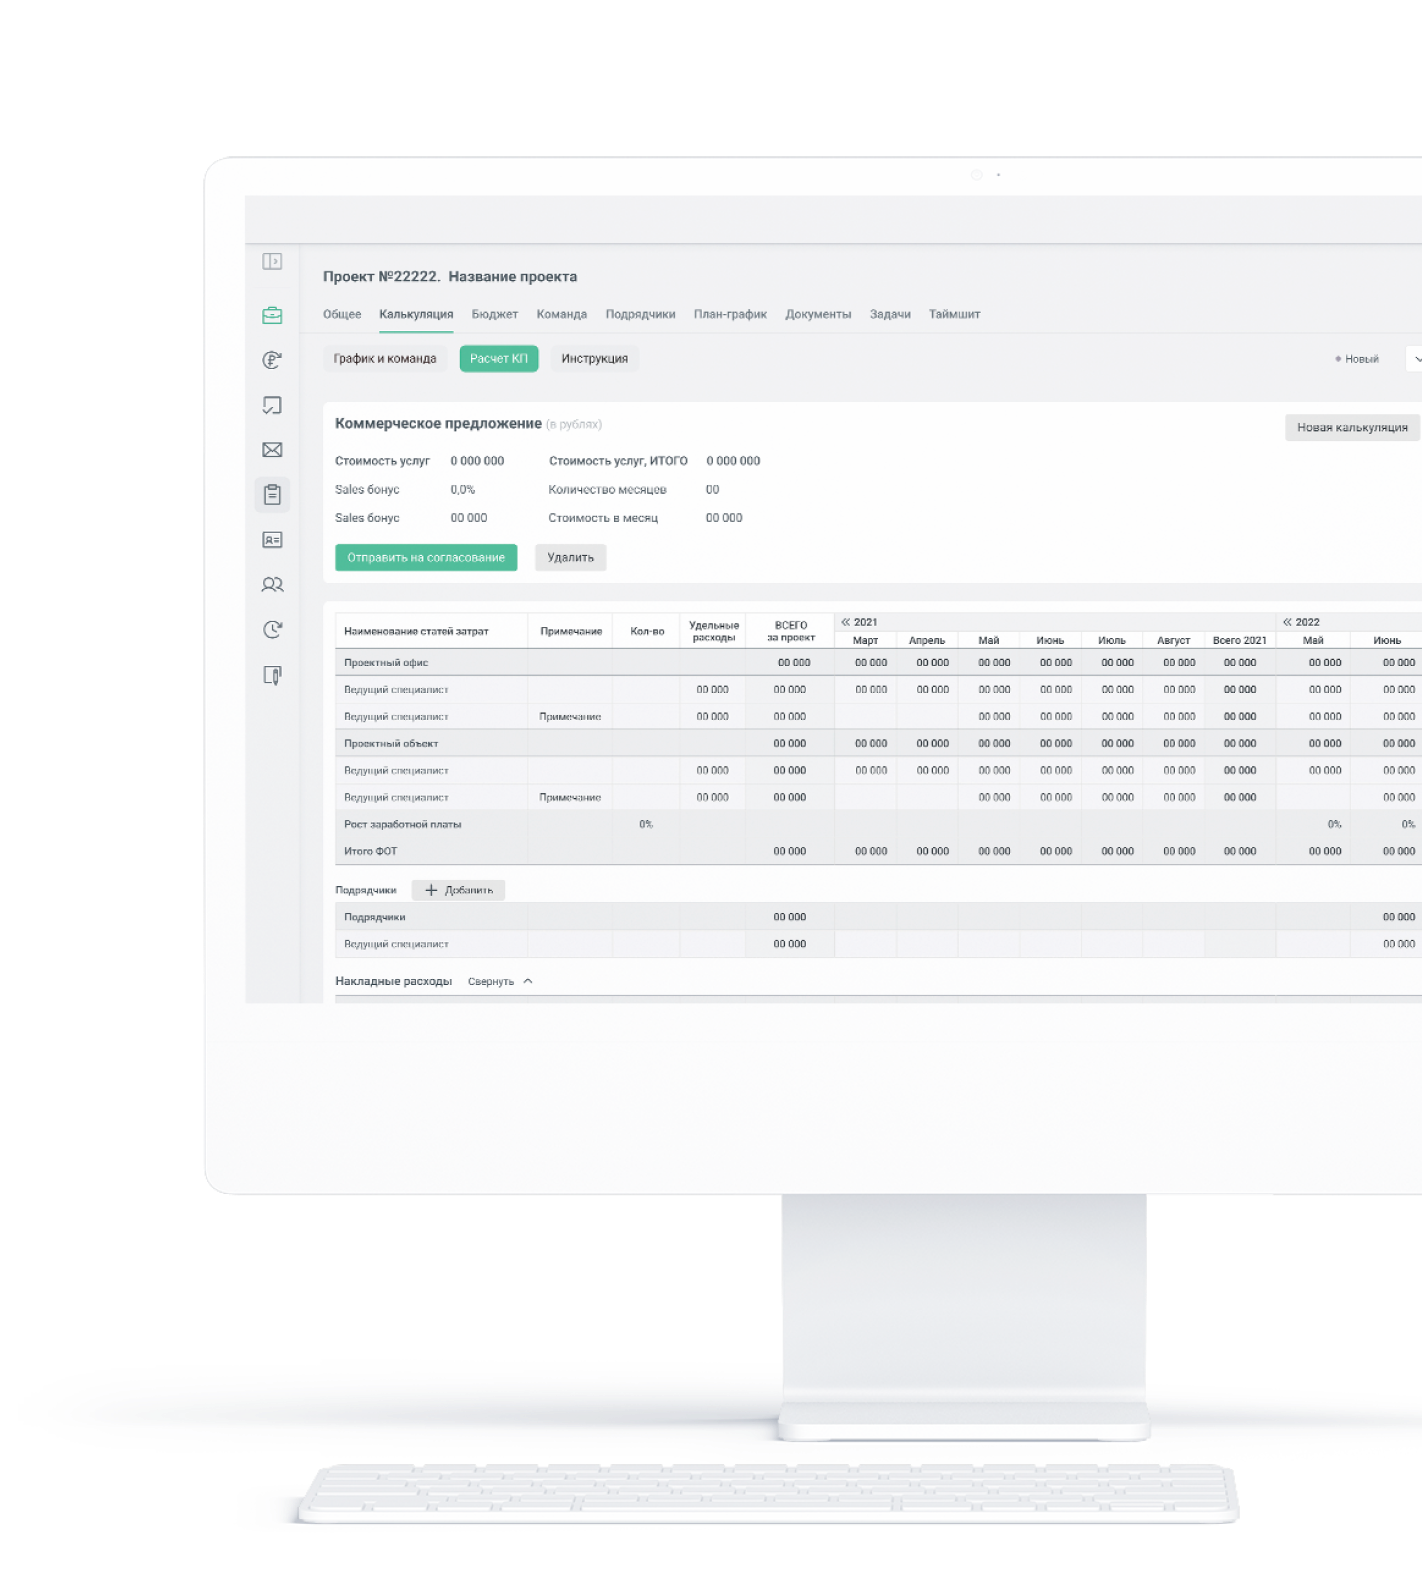 Проект №22222. Название проекта
Общее Калькуляция Бюджет Команда Подрядчики План-график Документы Задачи Таймшит
График и команда Расчет КП Инструкция Новый
Коммерческое предложение (в рублях) Новая калькуляция
Стоимость услуг 0 000 000 Стоимость услуг, ИТОГО 0 000 000
Sales бонус 0,0% Количество месяцев 00
Sales бонус 00 000 Стоимость в месяц 00 000
Отправить на согласование Удалить
Наименование статей затрат Примечание Кол-во Удельные расходы ВСЕГО за проект « 2021 « 2022
Март Апрель Май Июнь Июль Август Всего 2021 Май Июнь
Проектный офис 00 000 00 000 00 000 00 000 00 000 00 000 00 000 00 000 00 000 00 000
Ведущий специалист 00 000 00 000 00 000 00 000 00 000 00 000 00 000 00 000 00 000 00 000 00 000
Ведущий специалист Примечание 00 000 00 000 00 000 00 000 00 000 00 000 00 000 00 000 00 000
Проектный объект 00 000 00 000 00 000 00 000 00 000 00 000 00 000 00 000 00 000 00 000
Ведущий специалист 00 000 00 000 00 000 00 000 00 000 00 000 00 000 00 000 00 000 00 000 00 000
Ведущий специалист Примечание 00 000 00 000 00 000 00 000 00 000 00 000 00 000 00 000
Рост заработной платы 0% 0% 0%
Итого ФОТ 00 000 00 000 00 000 00 000 00 000 00 000 00 000 00 000 00 000 00 000
Подрядчики + Добавить
Подрядчики 00 000 00 000
Ведущий специалист 00 000 00 000
Накладные расходы Свернуть